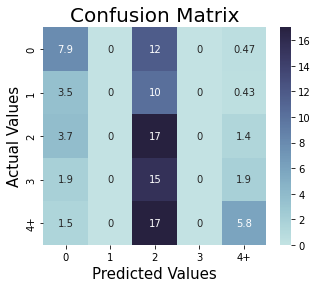 Confusion Matrix
Actual Values
0 7.9 0 12 0 0.47
1 3.5 0 10 0 0.43
2 3.7 0 17 0 1.4
3 1.9 0 15 0 1.9
4+ 1.5 0 17 0 5.8
0 1 2 3 4+
Predicted Values
16
14
12
10
8
6
4
2
0